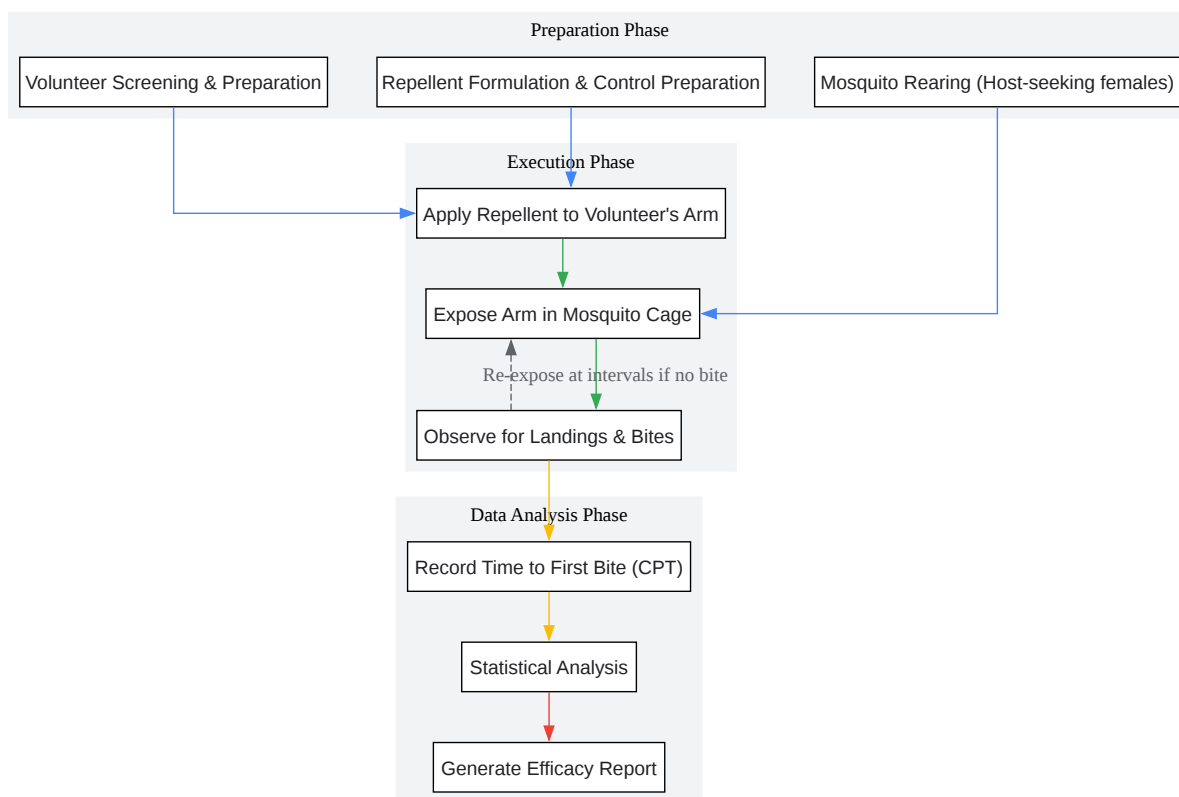 Preparation Phase
Volunteer Screening & Preparation
Repellent Formulation & Control Preparation
Mosquito Rearing (Host-seeking females)
Execution Phase
Apply Repellent to Volunteer's Arm
Expose Arm in Mosquito Cage
Re-expose at intervals if no bite
Observe for Landings & Bites
Data Analysis Phase
Record Time to First Bite (CPT)
Statistical Analysis
Generate Efficacy Report